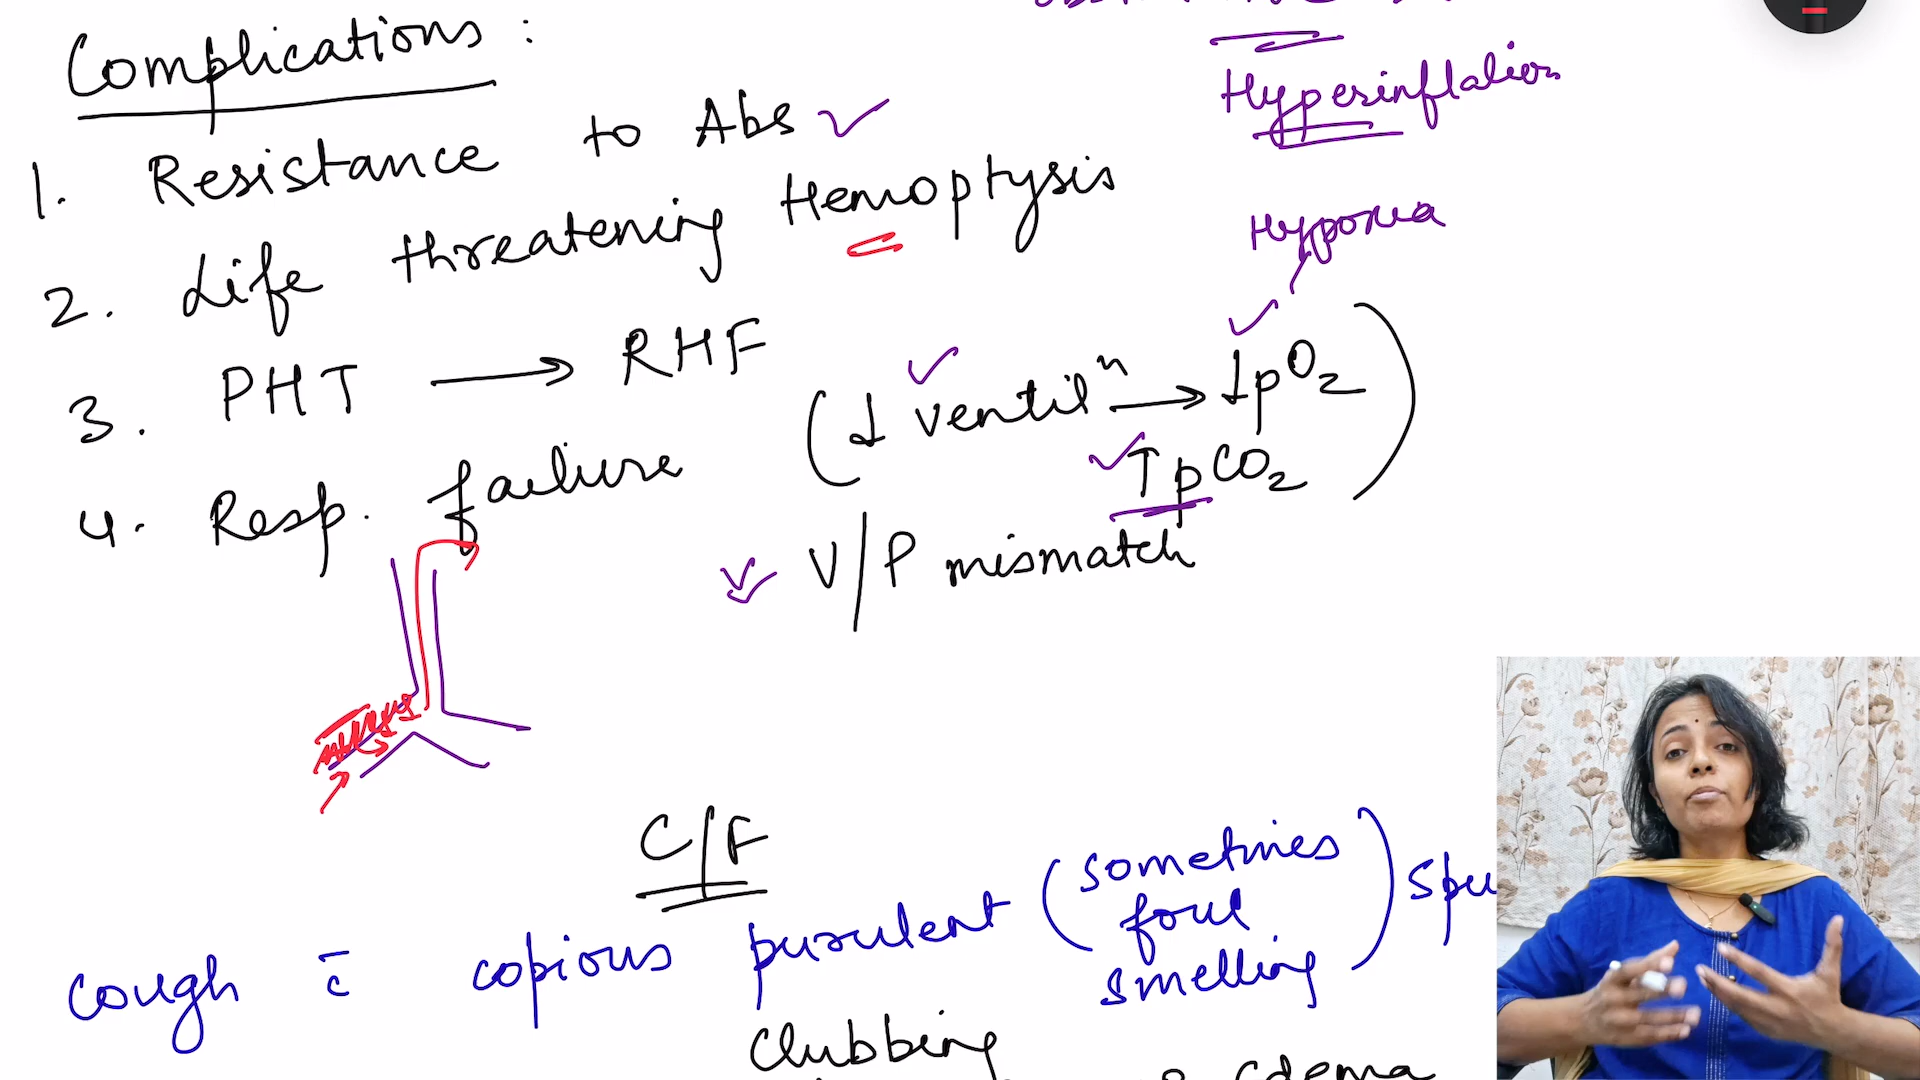 Complications :
Hyperinflation
1. Resistance to Abs ✓
2. Life threatening Hemoptysis
Hypoxia
3. PHT → RHF
(↓ ventilⁿ → ↓pO₂
↑pCO₂)
4. Resp. failure
V/P mismatch
C/F
Cough c̄ copious purulent (sometimes foul smelling) spu
Clubbing
edema